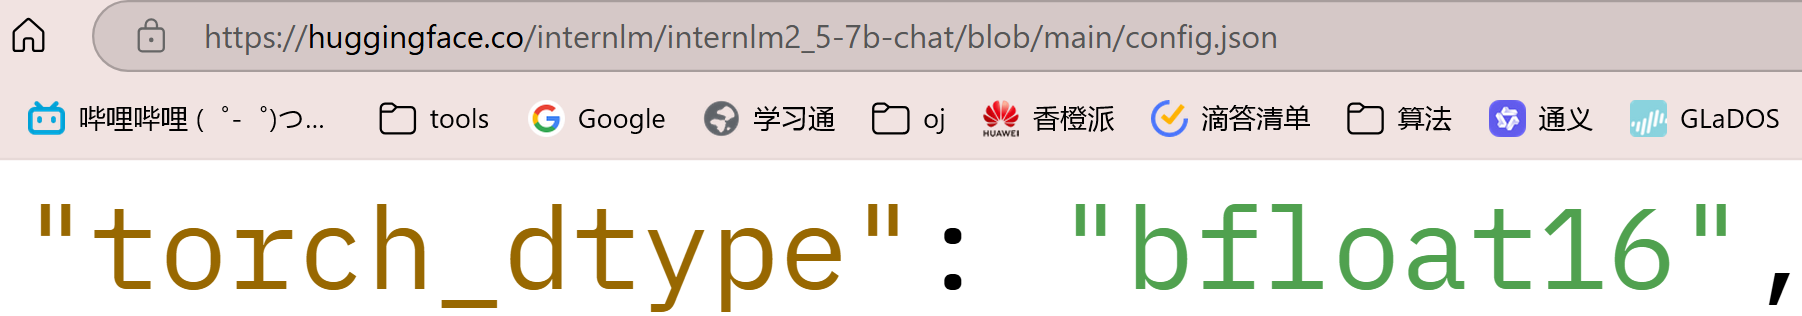 https://huggingface.co/internlm/internlm2_5-7b-chat/blob/main/config.json
哔哩哔哩 ( ゜- ゜)つ... tools Google 学习通 oj HUAWEI 香橙派 滴答清单 算法 通义 GLaDOS
"torch_dtype": "bfloat16",